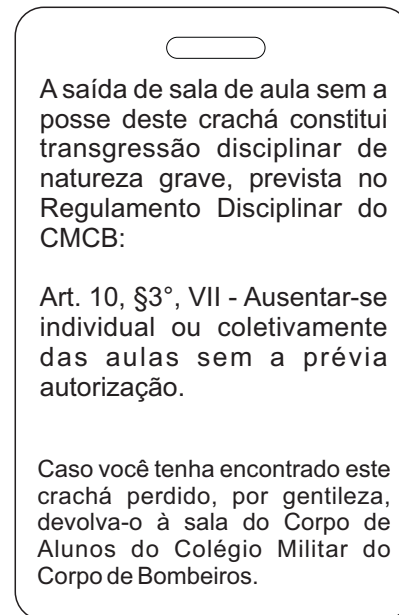 A saída de sala de aula sem a
posse deste crachá constitui
transgressão disciplinar de
natureza grave, prevista no
Regulamento Disciplinar do
CMCB:
Art. 10, §3°, VII - Ausentar-se
individual ou coletivamente
das aulas sem a prévia
autorização.
Caso você tenha encontrado este
crachá perdido, por gentileza,
devolva-o à sala do Corpo de
Alunos do Colégio Militar do
Corpo de Bombeiros.